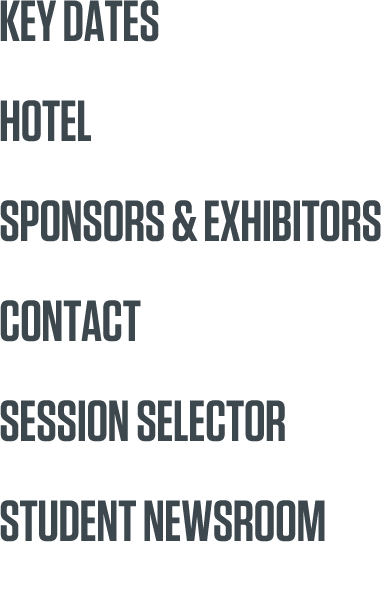 KEY DATES
HOTEL
SPONSORS & EXHIBITORS
CONTACT
SESSION SELECTOR
STUDENT NEWSROOM